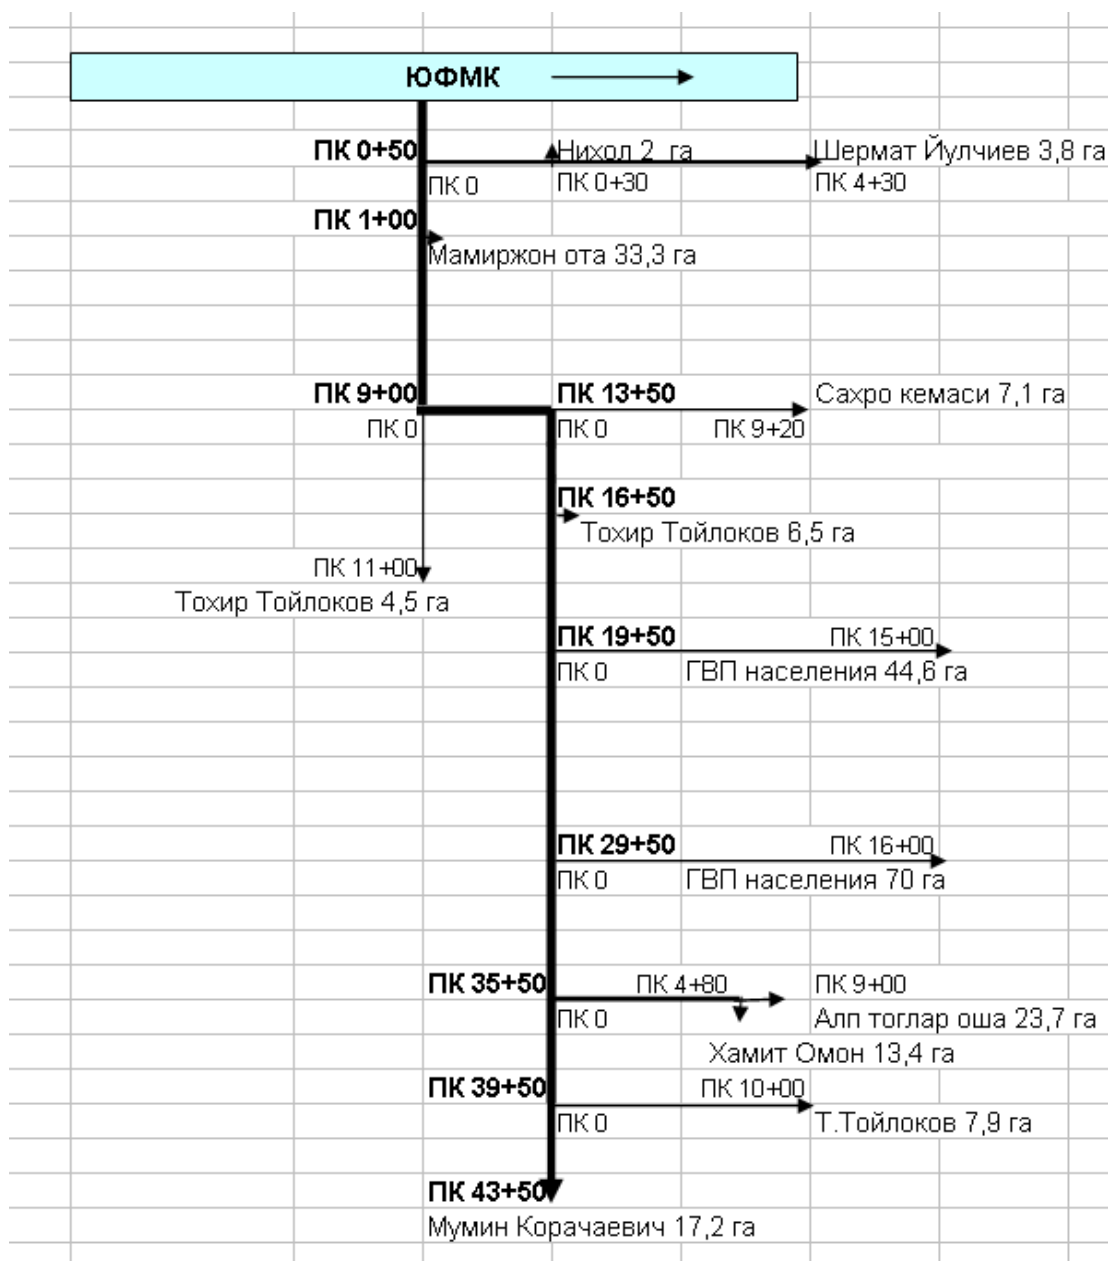 ЮФМК
ПК 0+50
Нихол 2 га
Шермат Йулчиев 3,8 га
ПК 0
ПК 0+30
ПК 4+30
ПК 1+00
Мамиржон ота 33,3 га
ПК 9+00
ПК 13+50
Сахро кемаси 7,1 га
ПК 0
ПК 0
ПК 9+20
ПК 16+50
Тохир Тойлоков 6,5 га
ПК 11+00
Тохир Тойлоков 4,5 га
ПК 19+50
ПК 15+00
ПК 0
ГВП населения 44,6 га
ПК 29+50
ПК 16+00
ПК 0
ГВП населения 70 га
ПК 35+50
ПК 4+80
ПК 9+00
ПК 0
Алп тоглар оша 23,7 га
Хамит Омон 13,4 га
ПК 39+50
ПК 10+00
ПК 0
Т.Тойлоков 7,9 га
ПК 43+50
Мумин Корачаевич 17,2 га